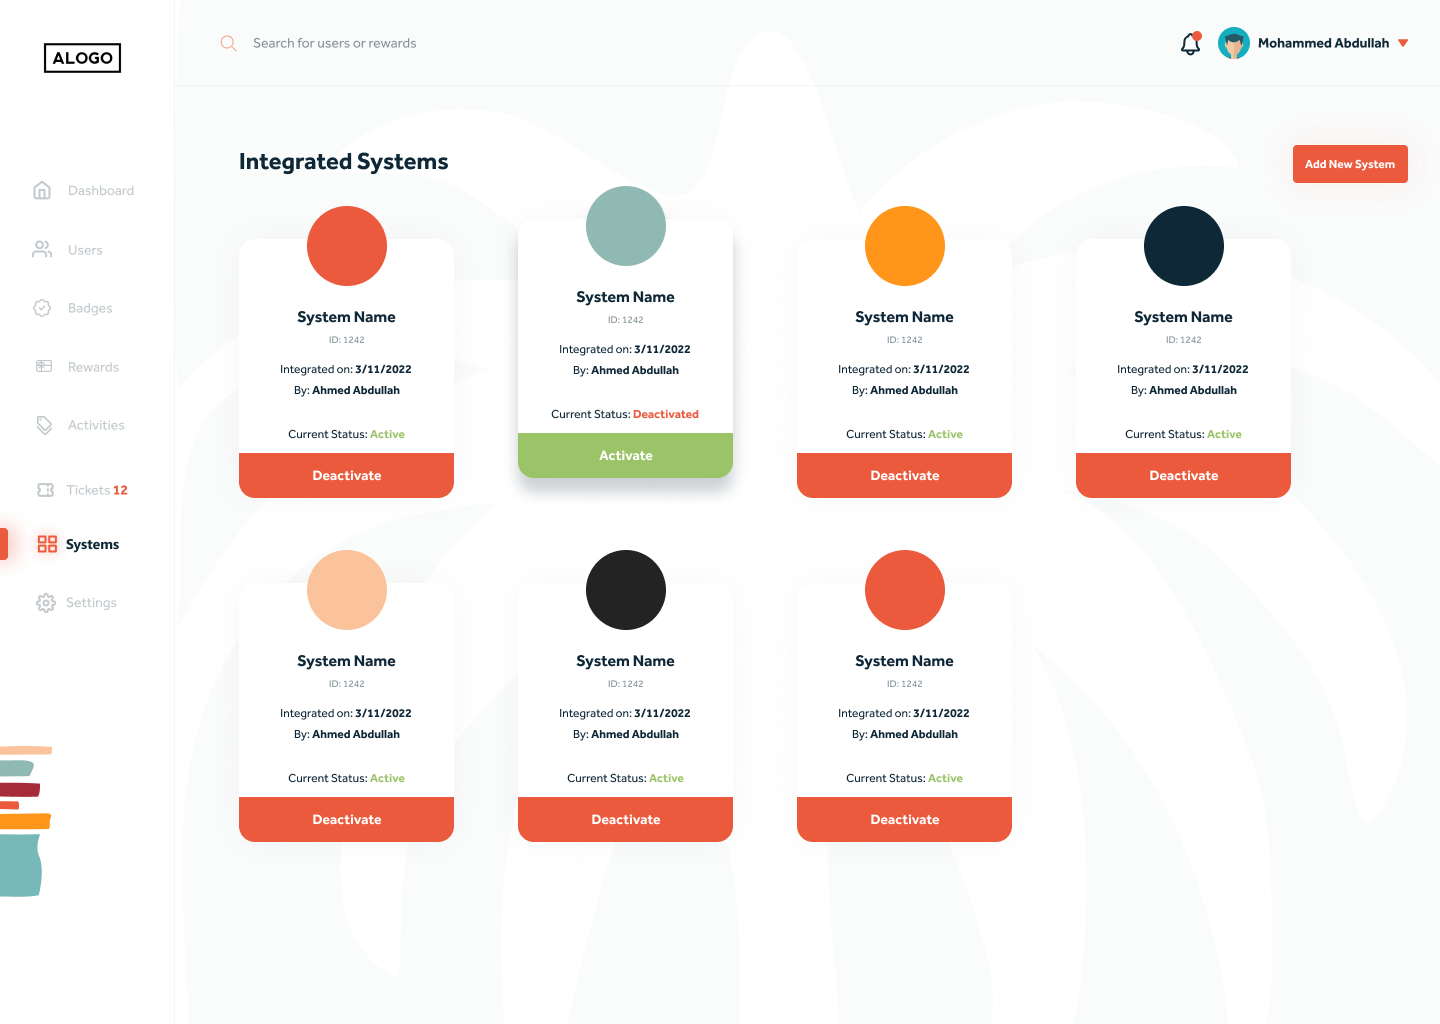 ALOGO
Search for users or rewards
Mohammed Abdullah
Dashboard
Users
Badges
Rewards
Activities
Tickets 12
Systems
Settings
Integrated Systems
Add New System
System Name
ID: 1242
Integrated on: 3/11/2022
By: Ahmed Abdullah
Current Status: Active
Deactivate
System Name
ID: 1242
Integrated on: 3/11/2022
By: Ahmed Abdullah
Current Status: Deactivated
Activate
System Name
ID: 1242
Integrated on: 3/11/2022
By: Ahmed Abdullah
Current Status: Active
Deactivate
System Name
ID: 1242
Integrated on: 3/11/2022
By: Ahmed Abdullah
Current Status: Active
Deactivate
System Name
ID: 1242
Integrated on: 3/11/2022
By: Ahmed Abdullah
Current Status: Active
Deactivate
System Name
ID: 1242
Integrated on: 3/11/2022
By: Ahmed Abdullah
Current Status: Active
Deactivate
System Name
ID: 1242
Integrated on: 3/11/2022
By: Ahmed Abdullah
Current Status: Active
Deactivate